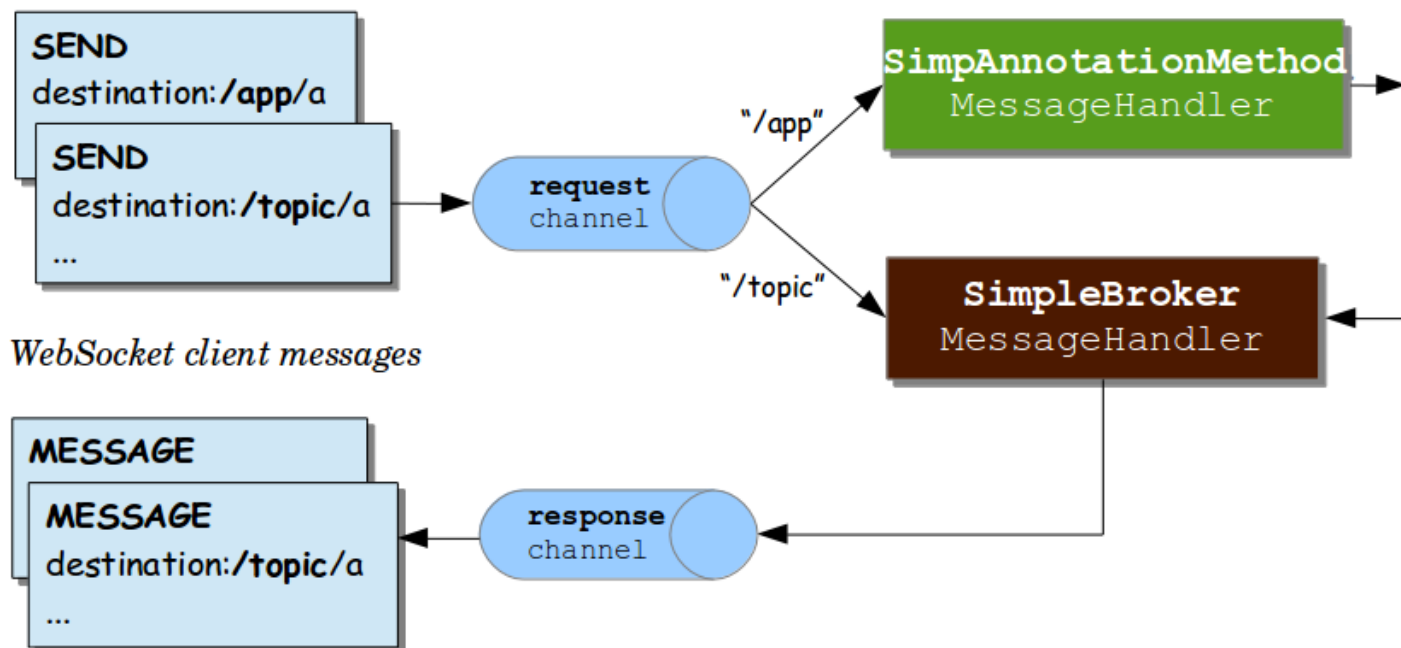 SEND
destination:/app/a
SEND
destination:/topic/a
...
request
channel
“/app”
“/topic”
SimpAnnotationMethod
MessageHandler
SimpleBroker
MessageHandler
WebSocket client messages
MESSAGE
MESSAGE
destination:/topic/a
...
response
channel